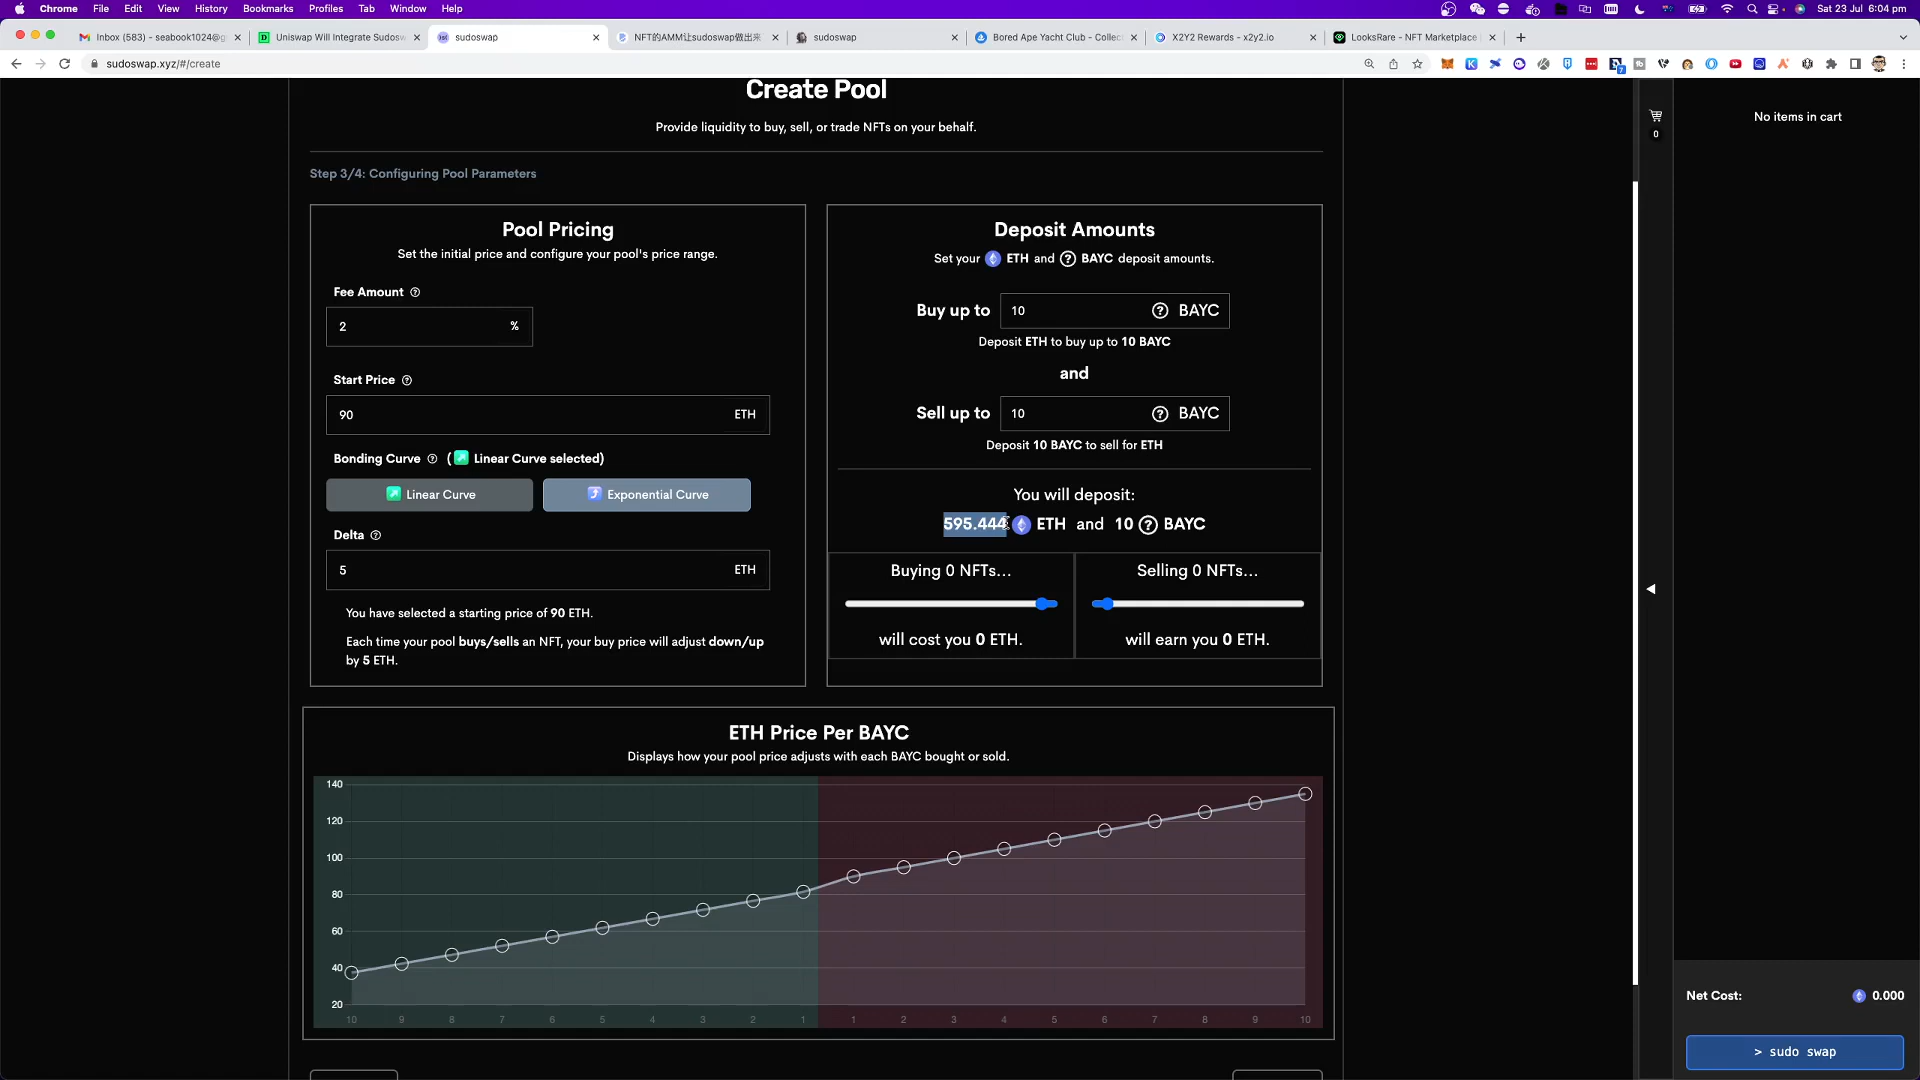 Chrome File Edit View History Bookmarks Profiles Tab Window Help
Sat 23 Jul 6:04 pm
Inbox (583) - seabook1024@g
Uniswap Will Integrate Sudosw
sudoswap
NFT的AMM让sudoswap做出来
sudoswap
Bored Ape Yacht Club - Collec
X2Y2 Rewards - x2y2.io
LooksRare - NFT Marketplace
sudoswap.xyz/#/create
Create Pool
Provide liquidity to buy, sell, or trade NFTs on your behalf.
Step 3/4: Configuring Pool Parameters
Pool Pricing
Set the initial price and configure your pool's price range.
Fee Amount
2 %
Start Price
90 ETH
Bonding Curve ( Linear Curve selected)
Linear Curve
Exponential Curve
Delta
5 ETH
You have selected a starting price of 90 ETH.
Each time your pool buys/sells an NFT, your buy price will adjust down/up
by 5 ETH.
Deposit Amounts
Set your ETH and BAYC deposit amounts.
Buy up to 10 BAYC
Deposit ETH to buy up to 10 BAYC
and
Sell up to 10 BAYC
Deposit 10 BAYC to sell for ETH
You will deposit:
595.444 ETH and 10 BAYC
Buying 0 NFTs...
will cost you 0 ETH.
Selling 0 NFTs...
will earn you 0 ETH.
ETH Price Per BAYC
Displays how your pool price adjusts with each BAYC bought or sold.
140
120
100
80
60
40
20
10 9 8 7 6 5 4 3 2 1 1 2 3 4 5 6 7 8 9 10
0
No items in cart
Net Cost: 0.000
> sudo swap